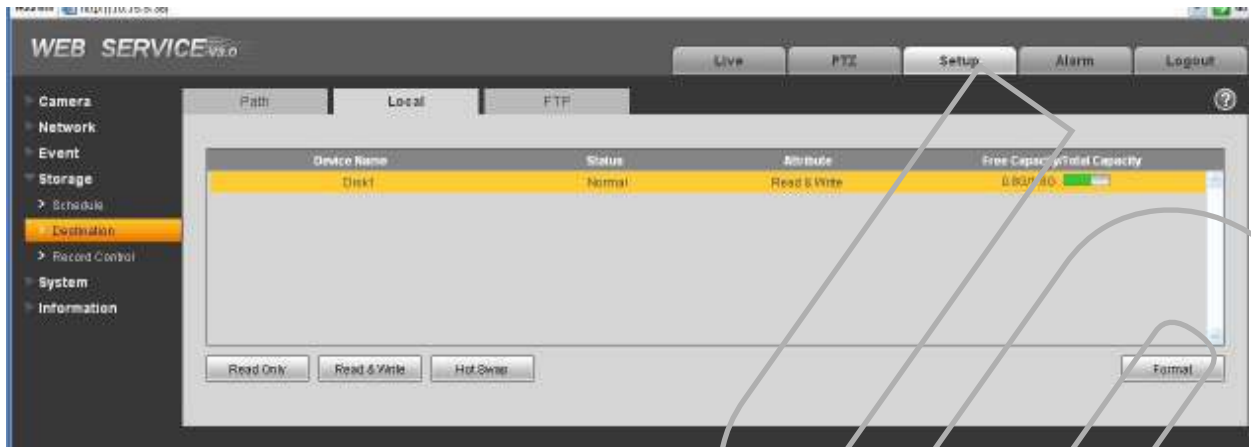 WEB SERVICE V3.0
Live PTZ Setup Alarm Logout
Camera Path Local FTP
Network
Event
Device Name Status Attribute Free Capacity/Total Capacity
Storage
Disk1 Normal Read & Write
Schedule
Destination
Record Control
System
Information
Read Only Read & Write Hot Swap Format